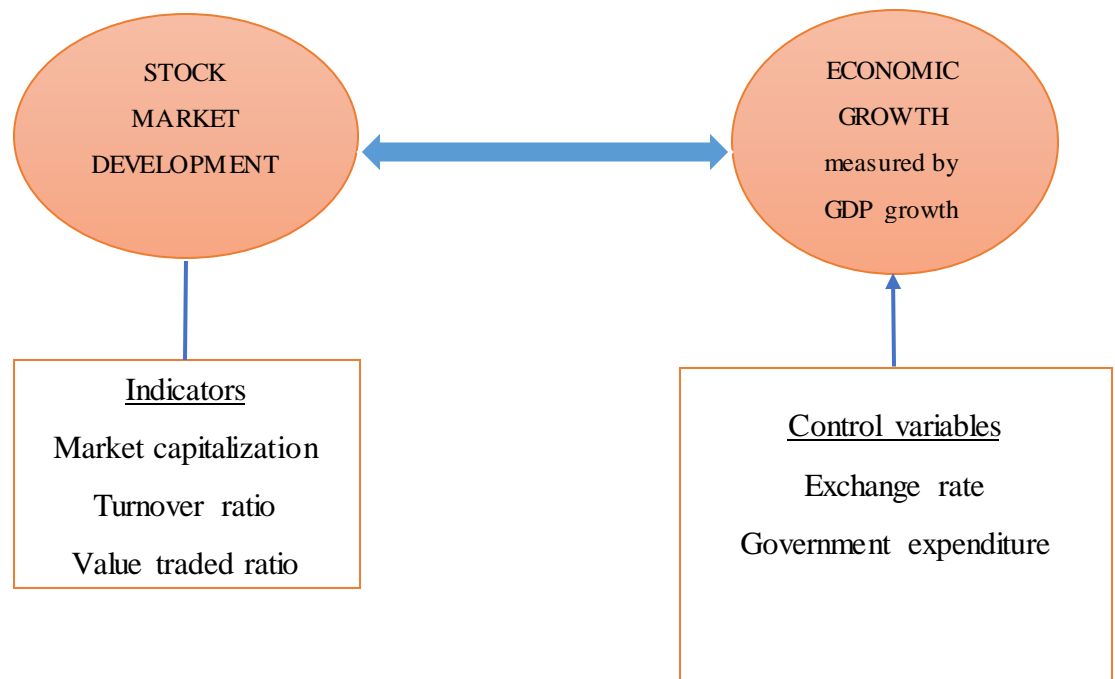 STOCK
MARKET
DEVELOPMENT
ECONOMIC
GROWTH
measured by
GDP growth
Indicators
Market capitalization
Turnover ratio
Value traded ratio
Control variables
Exchange rate
Government expenditure